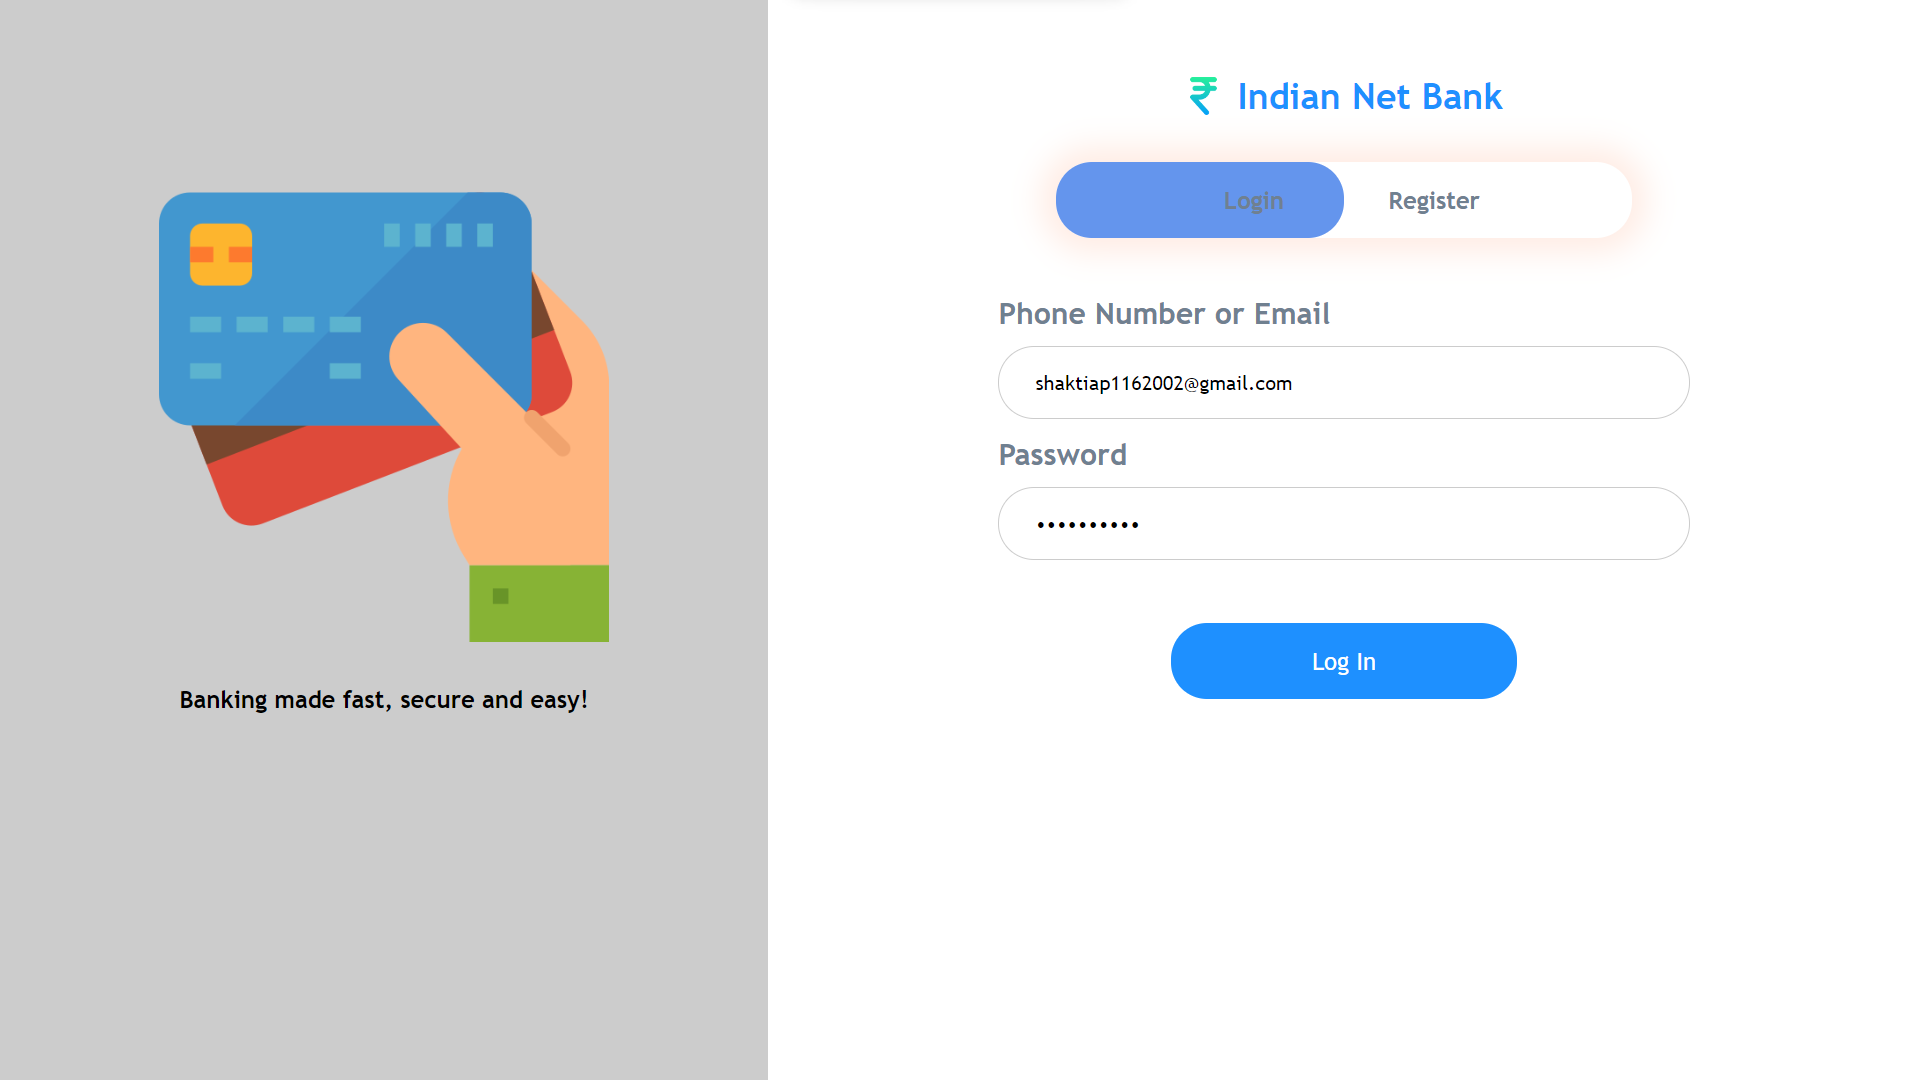 Indian Net Bank
Login Register
Phone Number or Email
shaktiap1162002@gmail.com
Password
••••••••••
Log In
Banking made fast, secure and easy!